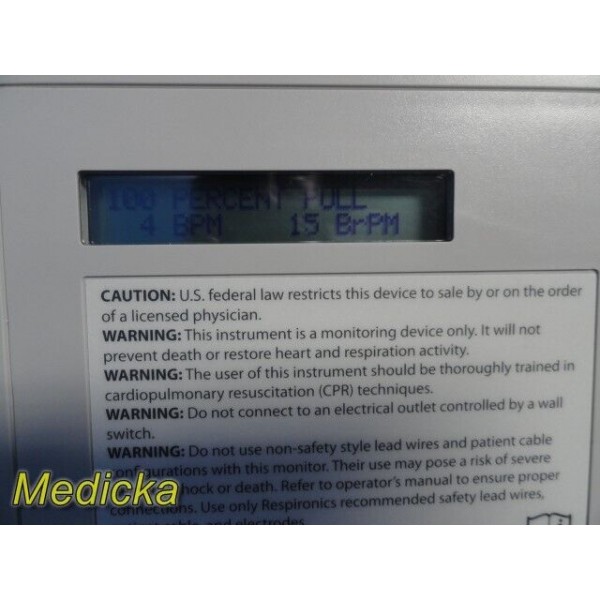 100 PERCENT FULL
4 BPM 15 BrPM
CAUTION: U.S. federal law restricts this device to sale by or on the order
of a licensed physician.
WARNING: This instrument is a monitoring device only. It will not
prevent death or restore heart and respiration activity.
WARNING: The user of this instrument should be thoroughly trained in
cardiopulmonary resuscitation (CPR) techniques.
WARNING: Do not connect to an electrical outlet controlled by a wall
switch.
WARNING: Do not use non-safety style lead wires and patient cable
configurations with this monitor. Their use may pose a risk of severe
shock or death. Refer to operator's manual to ensure proper
connections. Use only Respironics recommended safety lead wires,
cable and electrodes.
Medicka